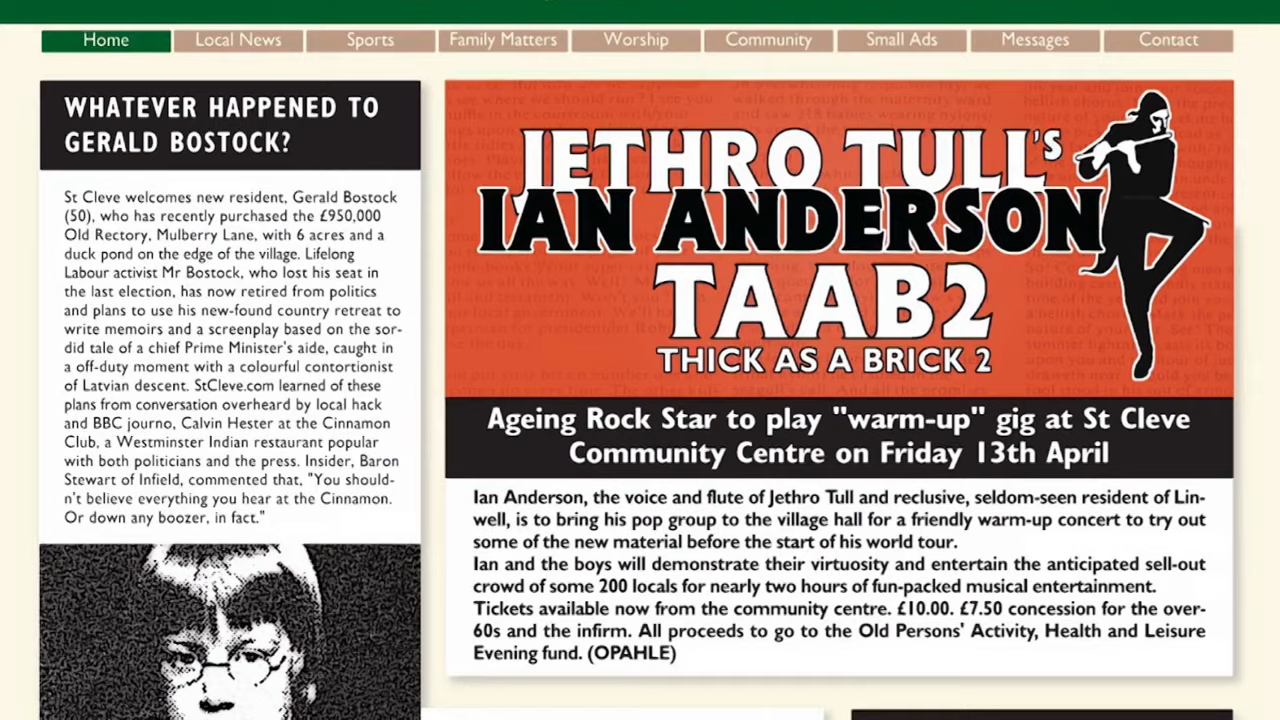 Home
Local News
Sports
Family Matters
Worship
Community
Small Ads
Messages
Contact
WHATEVER HAPPENED TO
GERALD BOSTOCK?
St Cleve welcomes new resident, Gerald Bostock
(50), who has recently purchased the £950,000
Old Rectory, Mulberry Lane, with 6 acres and a
duck pond on the edge of the village. Lifelong
Labour activist Mr Bostock, who lost his seat in
the last election, has now retired from politics
and plans to use his new-found country retreat to
write memoirs and a screenplay based on the sor-
did tale of a chief Prime Minister's aide, caught in
a off-duty moment with a colourful contortionist
of Latvian descent. StCleve.com learned of these
plans from conversation overheard by local hack
and BBC journo, Calvin Hester at the Cinnamon
Club, a Westminster Indian restaurant popular
with both politicians and the press. Insider, Baron
Stewart of Infield, commented that, "You should-
n't believe everything you hear at the Cinnamon.
Or down any boozer, in fact."
JETHRO TULL'S
IAN ANDERSON
TAAB2
THICK AS A BRICK 2
Ageing Rock Star to play "warm-up" gig at St Cleve
Community Centre on Friday 13th April
Ian Anderson, the voice and flute of Jethro Tull and reclusive, seldom-seen resident of Lin-
well, is to bring his pop group to the village hall for a friendly warm-up concert to try out
some of the new material before the start of his world tour.
Ian and the boys will demonstrate their virtuosity and entertain the anticipated sell-out
crowd of some 200 locals for nearly two hours of fun-packed musical entertainment.
Tickets available now from the community centre. £10.00. £7.50 concession for the over-
60s and the infirm. All proceeds to go to the Old Persons' Activity, Health and Leisure
Evening fund. (OPAHLE)